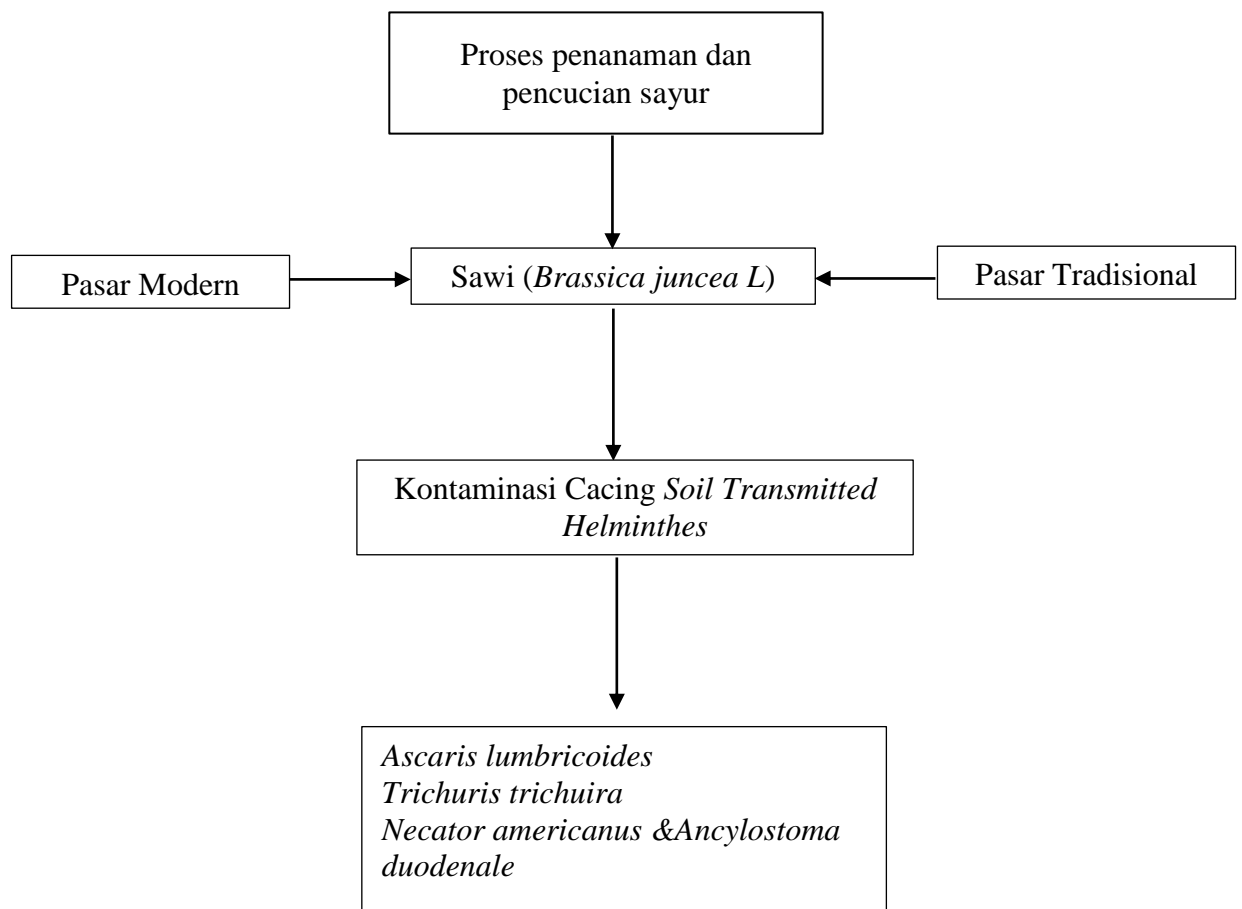 Proses penanaman dan
pencucian sayur
Pasar Modern
Sawi (Brassica juncea L)
Pasar Tradisional
Kontaminasi Cacing Soil Transmitted
Helminthes
Ascaris lumbricoides
Trichuris trichuira
Necator americanus &Ancylostoma
duodenale